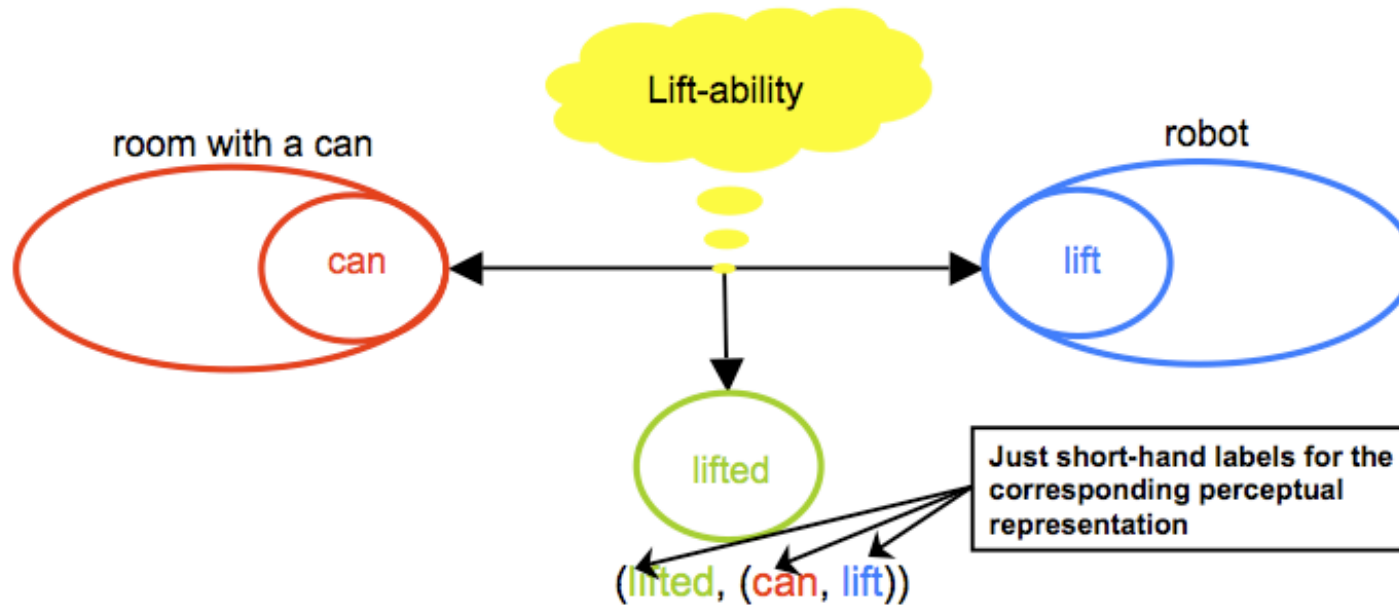 Lift-ability
room with a can
robot
can
lift
lifted
Just short-hand labels for the
corresponding perceptual
representation
(lifted, (can, lift))